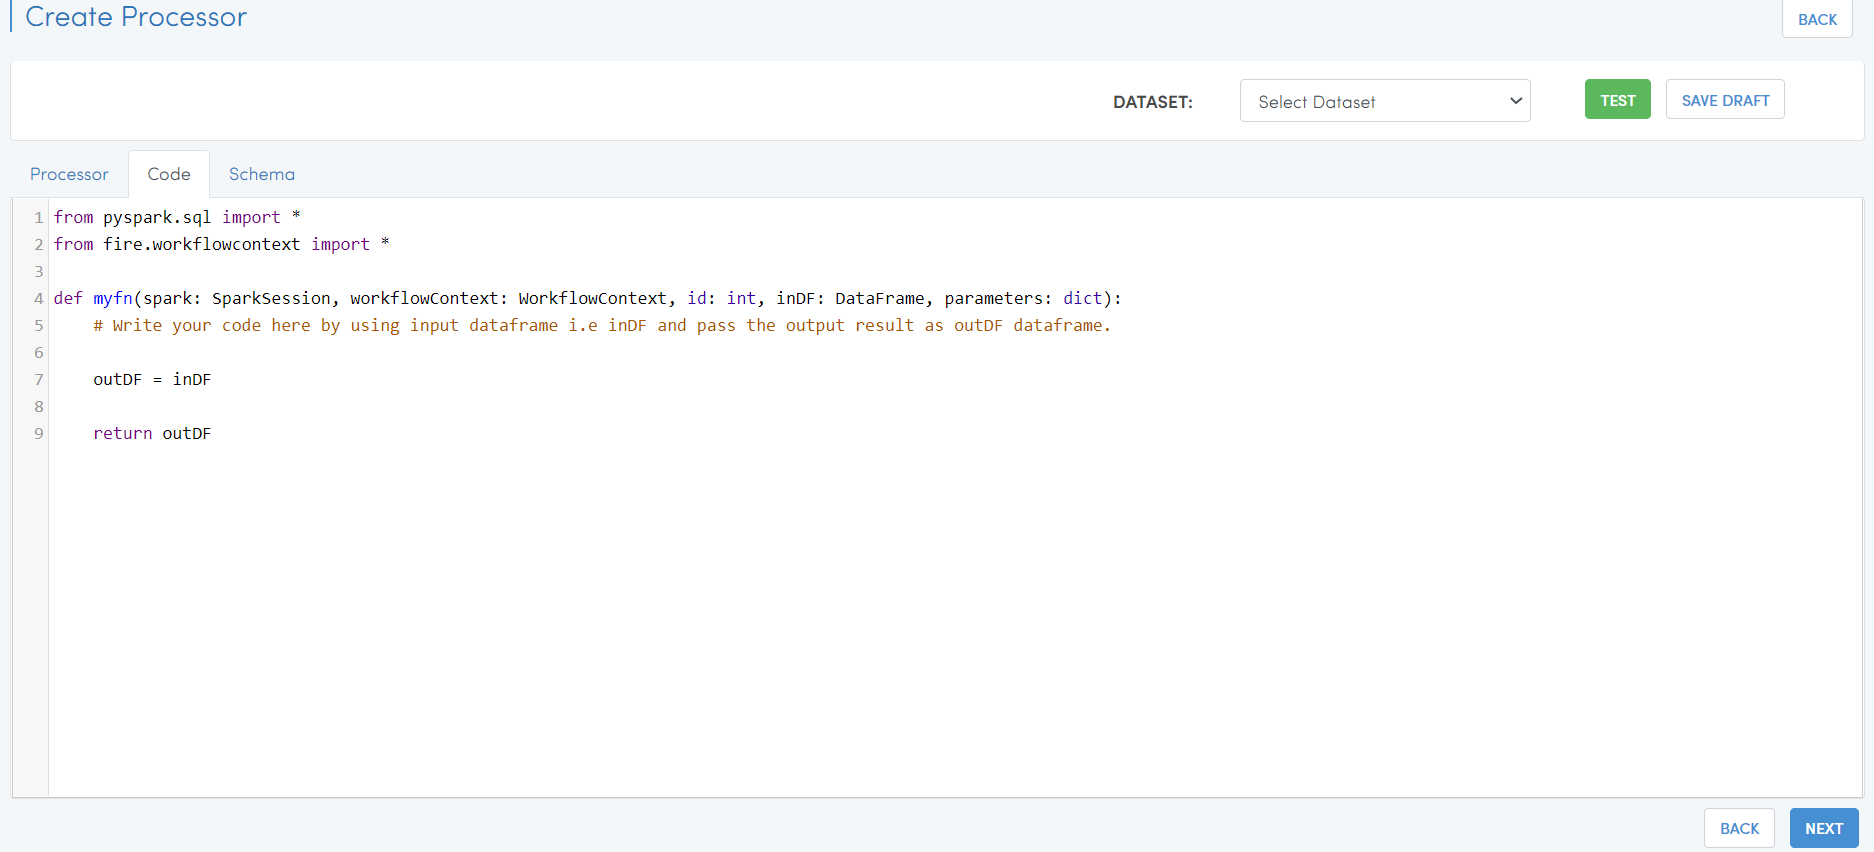 Create Processor
BACK
DATASET:
Select Dataset
TEST
SAVE DRAFT
Processor
Code
Schema
1 from pyspark.sql import *
2 from fire.workflowcontext import *
3
4 def myfn(spark: SparkSession, workflowContext: WorkflowContext, id: int, inDF: DataFrame, parameters: dict):
5     # Write your code here by using input dataframe i.e inDF and pass the output result as outDF dataframe.
6
7     outDF = inDF
8
9     return outDF
BACK
NEXT